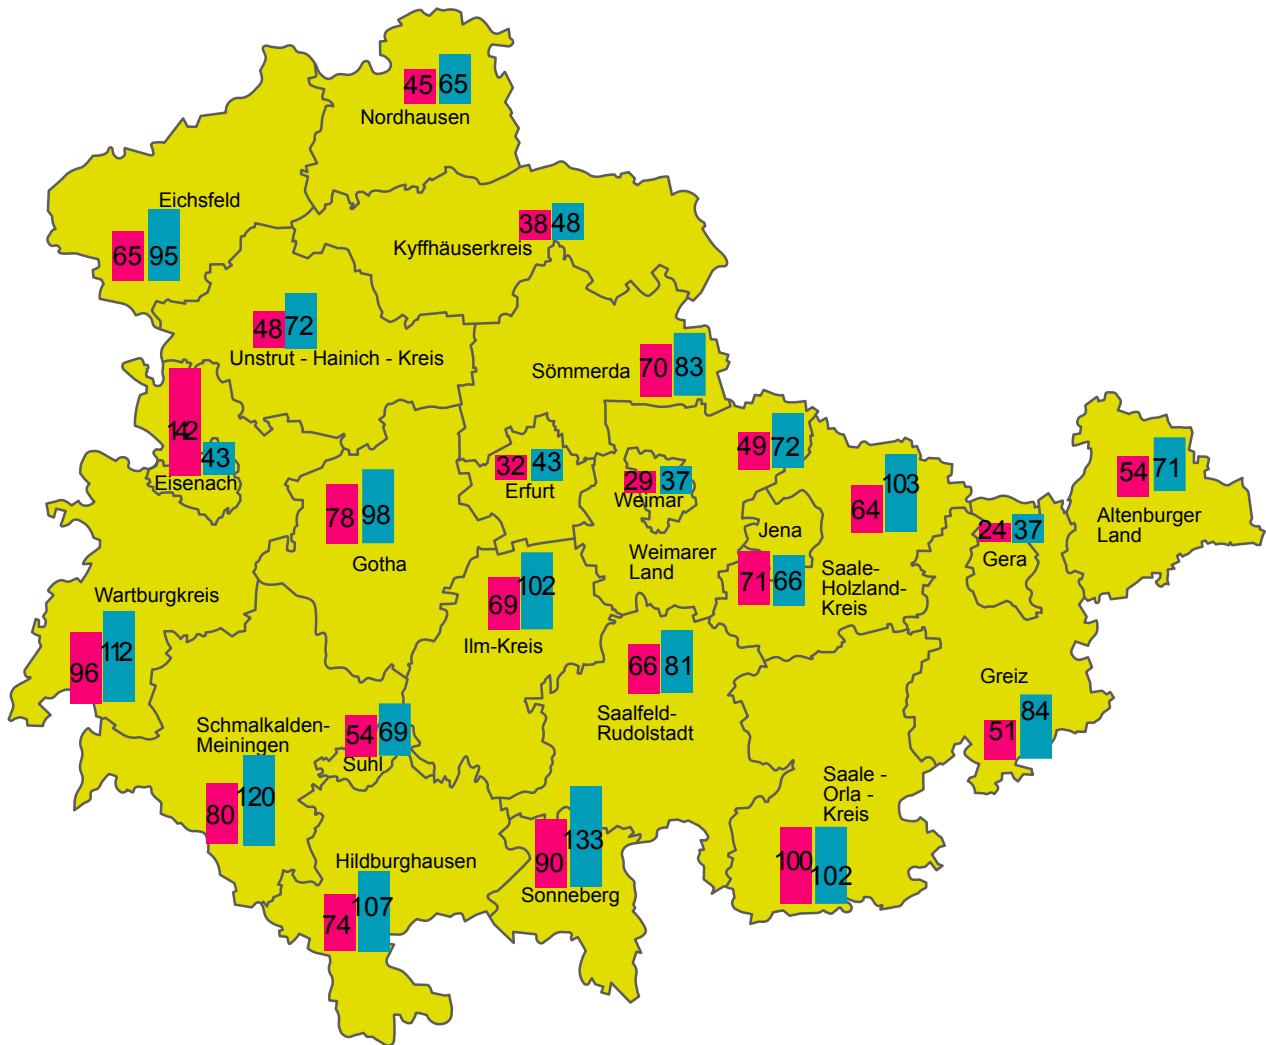 45 65
Nordhausen
Eichsfeld
65 95
38 48
Kyffhäuserkreis
48 72
Unstrut - Hainich - Kreis
70 83
Sömmerda
142 43
Eisenach
32 43
Erfurt
29 37
Weimar
49 72
Weimarer
Land
78 98
Gotha
Jena
71 66
64 103
Saale-
Holzland-
Kreis
24 37
Gera
54 71
Altenburger
Land
Wartburgkreis
96 112
69 102
Ilm-Kreis
66 81
Saalfeld-
Rudolstadt
Greiz
51 84
Schmalkalden-
Meiningen
80 120
54 69
Suhl
Saale -
Orla -
Kreis
100 102
90 133
Sonneberg
Hildburghausen
74 107